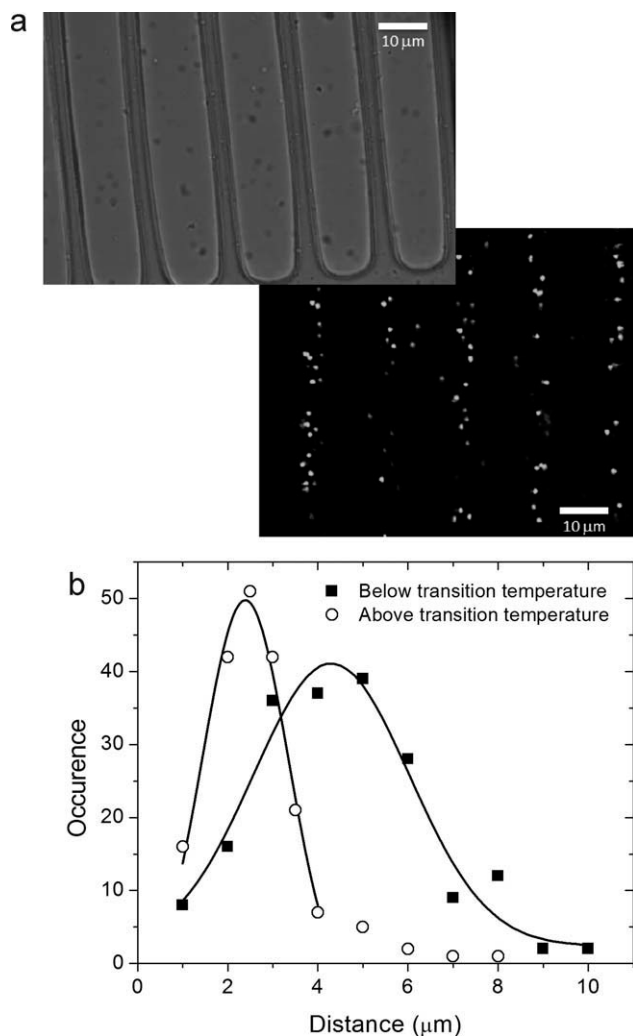 a
10 μm
10 μm
b
Below transition temperature
Above transition temperature
50
40
30
20
10
0
Occurence
0 2 4 6 8 10
Distance (μm)